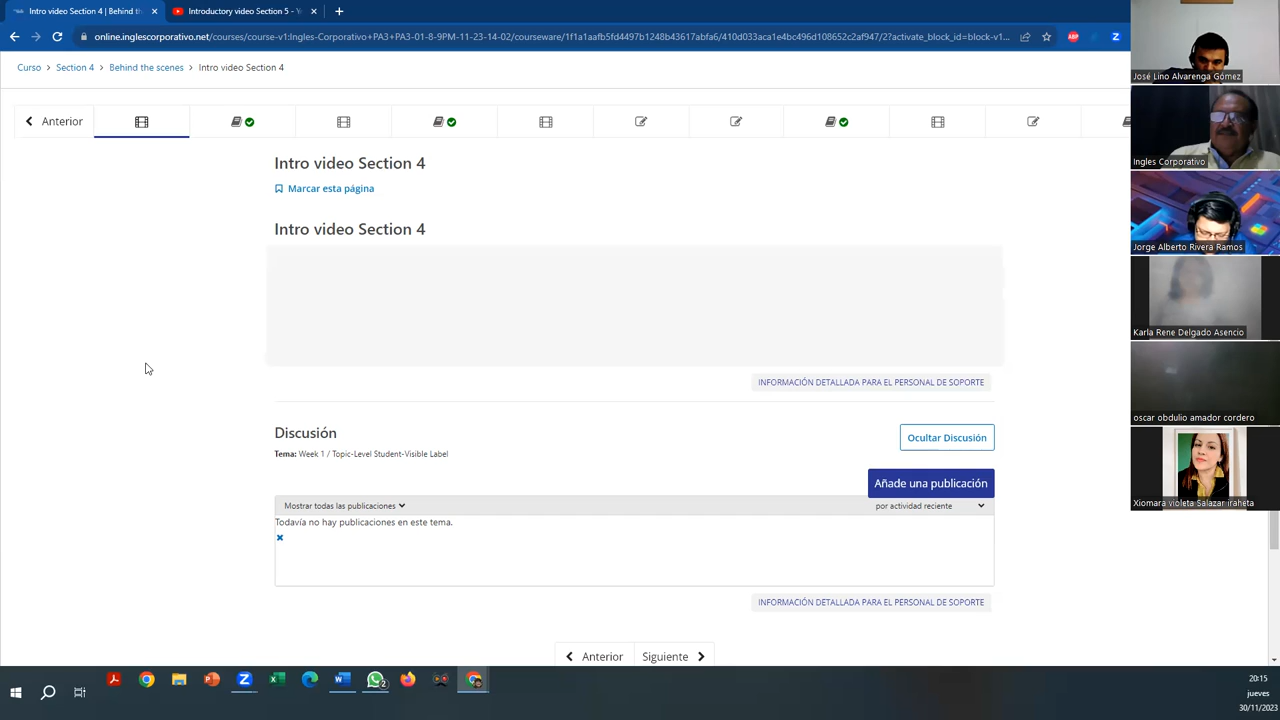 Intro video Section 4 | Behind th
Introductory video Section 5 - Y
online.inglescorporativo.net/courses/course-v1:Ingles-Corporativo+PA3+PA3-01-8-9PM-11-23-14-02/courseware/1f1a1aafb5fd4497b1248b43617abfa6/410d033aca1e4bc496d108652c2af947/2?activate_block_id=block-v1...
Curso
Section 4
Behind the scenes
Intro video Section 4
Anterior
Intro video Section 4
Marcar esta página
Intro video Section 4
INFORMACIÓN DETALLADA PARA EL PERSONAL DE SOPORTE
Discusión
Ocultar Discusión
Tema: Week 1 / Topic-Level Student-Visible Label
Añade una publicación
Mostrar todas las publicaciones
por actividad reciente
Todavía no hay publicaciones en este tema.
INFORMACIÓN DETALLADA PARA EL PERSONAL DE SOPORTE
Anterior
Siguiente
José Lino Alvarenga Gómez
Ingles Corporativo
Jorge Alberto Rivera Ramos
Karla Rene Delgado Asencio
oscar obdulio amador cordero
Xiomara violeta Salazar iraheta
2
20:15
jueves
30/11/2023